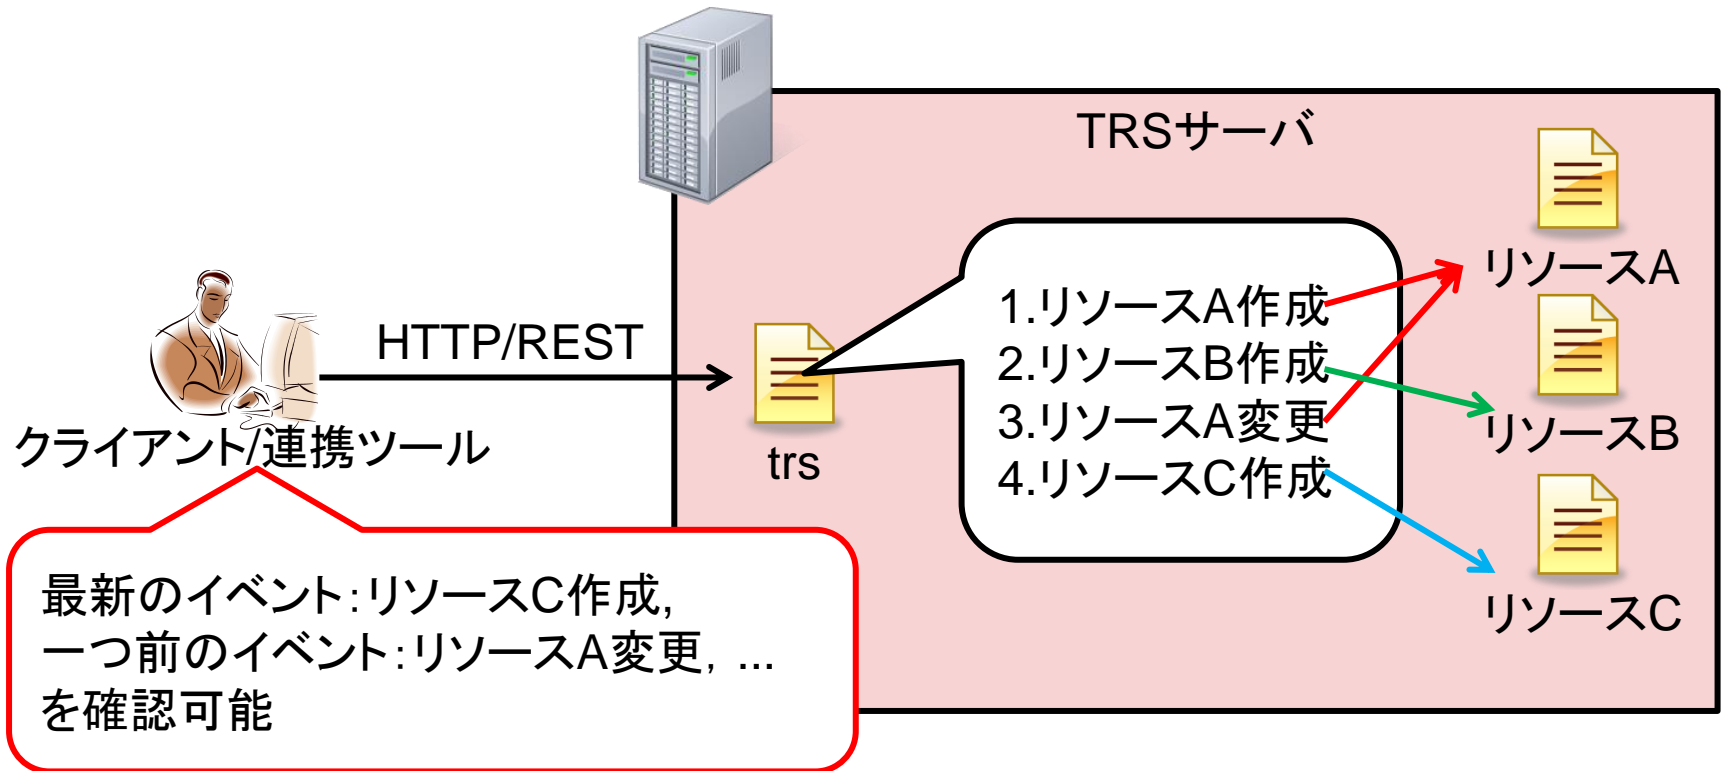 TRSサーバ
リソースA
1.リソースA作成
2.リソースB作成
3.リソースA変更
4.リソースC作成
HTTP/REST
リソースB
クライアント/連携ツール
trs
リソースC
最新のイベント:リソースC作成,
一つ前のイベント:リソースA変更, ...
を確認可能